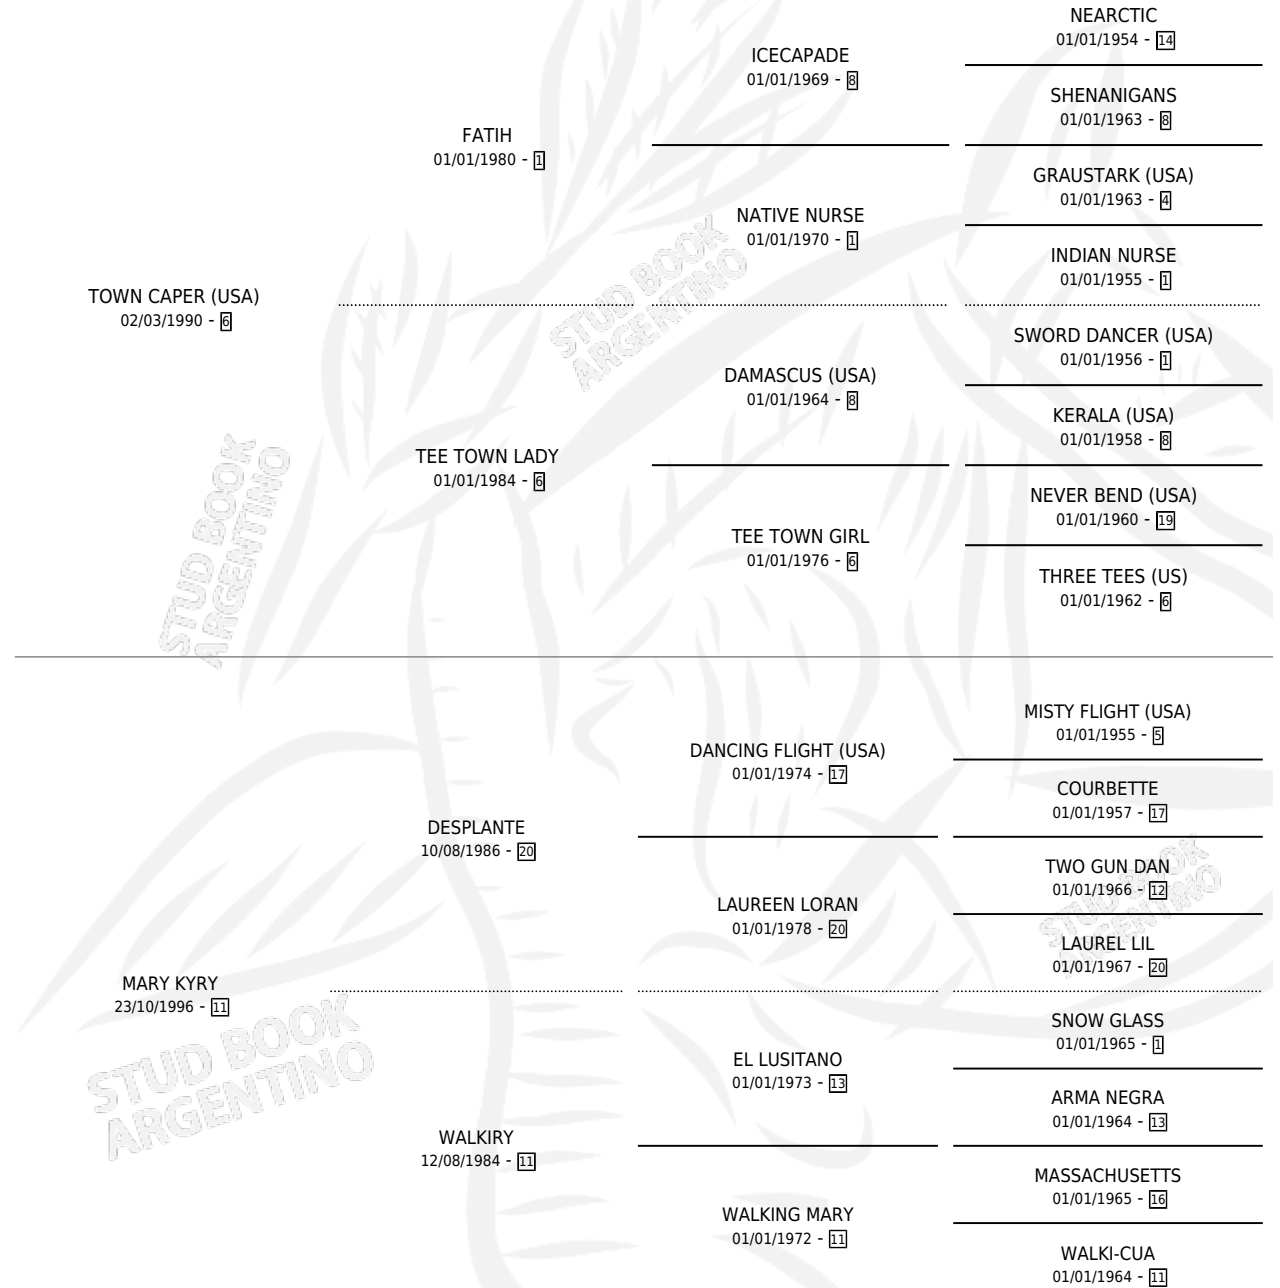 NEARCTIC
01/01/1954 - 14
ICECAPADE
01/01/1969 - 8
SHENANIGANS
01/01/1963 - 8
FATIH
01/01/1980 - 1
GRAUSTARK (USA)
01/01/1963 - 4
NATIVE NURSE
01/01/1970 - 1
INDIAN NURSE
01/01/1955 - 1
TOWN CAPER (USA)
02/03/1990 - 6
STUD BOOK
ARGENTINO
SWORD DANCER (USA)
01/01/1956 - 1
DAMASCUS (USA)
01/01/1964 - 8
KERALA (USA)
01/01/1958 - 8
TEE TOWN LADY
01/01/1984 - 6
NEVER BEND (USA)
01/01/1960 - 19
TEE TOWN GIRL
01/01/1976 - 6
THREE TEES (US)
01/01/1962 - 6
STUD BOOK
ARGENTINO
MISTY FLIGHT (USA)
01/01/1955 - 5
DANCING FLIGHT (USA)
01/01/1974 - 17
COURBETTE
01/01/1957 - 17
DESPLANTE
10/08/1986 - 20
TWO GUN DAN
01/01/1966 - 12
LAUREEN LORAN
01/01/1978 - 20
STUD BOOK
ARGENTINO
LAUREL LIL
01/01/1967 - 20
MARY KYRY
23/10/1996 - 11
STUD BOOK
ARGENTINO
SNOW GLASS
01/01/1965 - 1
EL LUSITANO
01/01/1973 - 13
ARMA NEGRA
01/01/1964 - 13
WALKIRY
12/08/1984 - 11
MASSACHUSETTS
01/01/1965 - 16
WALKING MARY
01/01/1972 - 11
WALKI-CUA
01/01/1964 - 11